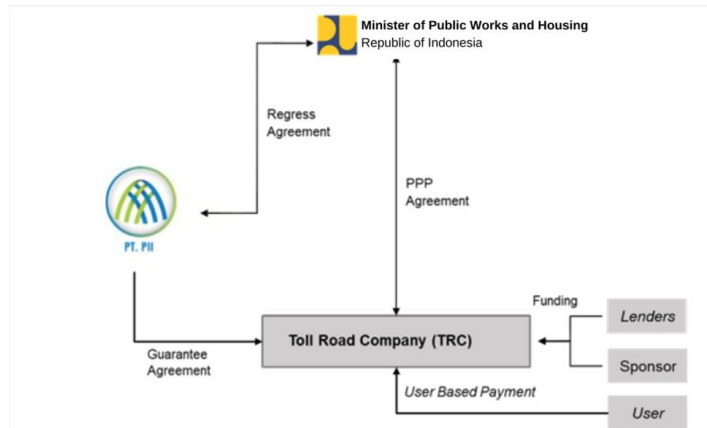 Minister of Public Works and Housing
Republic of Indonesia
Regress
Agreement
PPP
Agreement
PT. PII
Funding
Lenders
Toll Road Company (TRC)
Sponsor
Guarantee
Agreement
User Based Payment
User